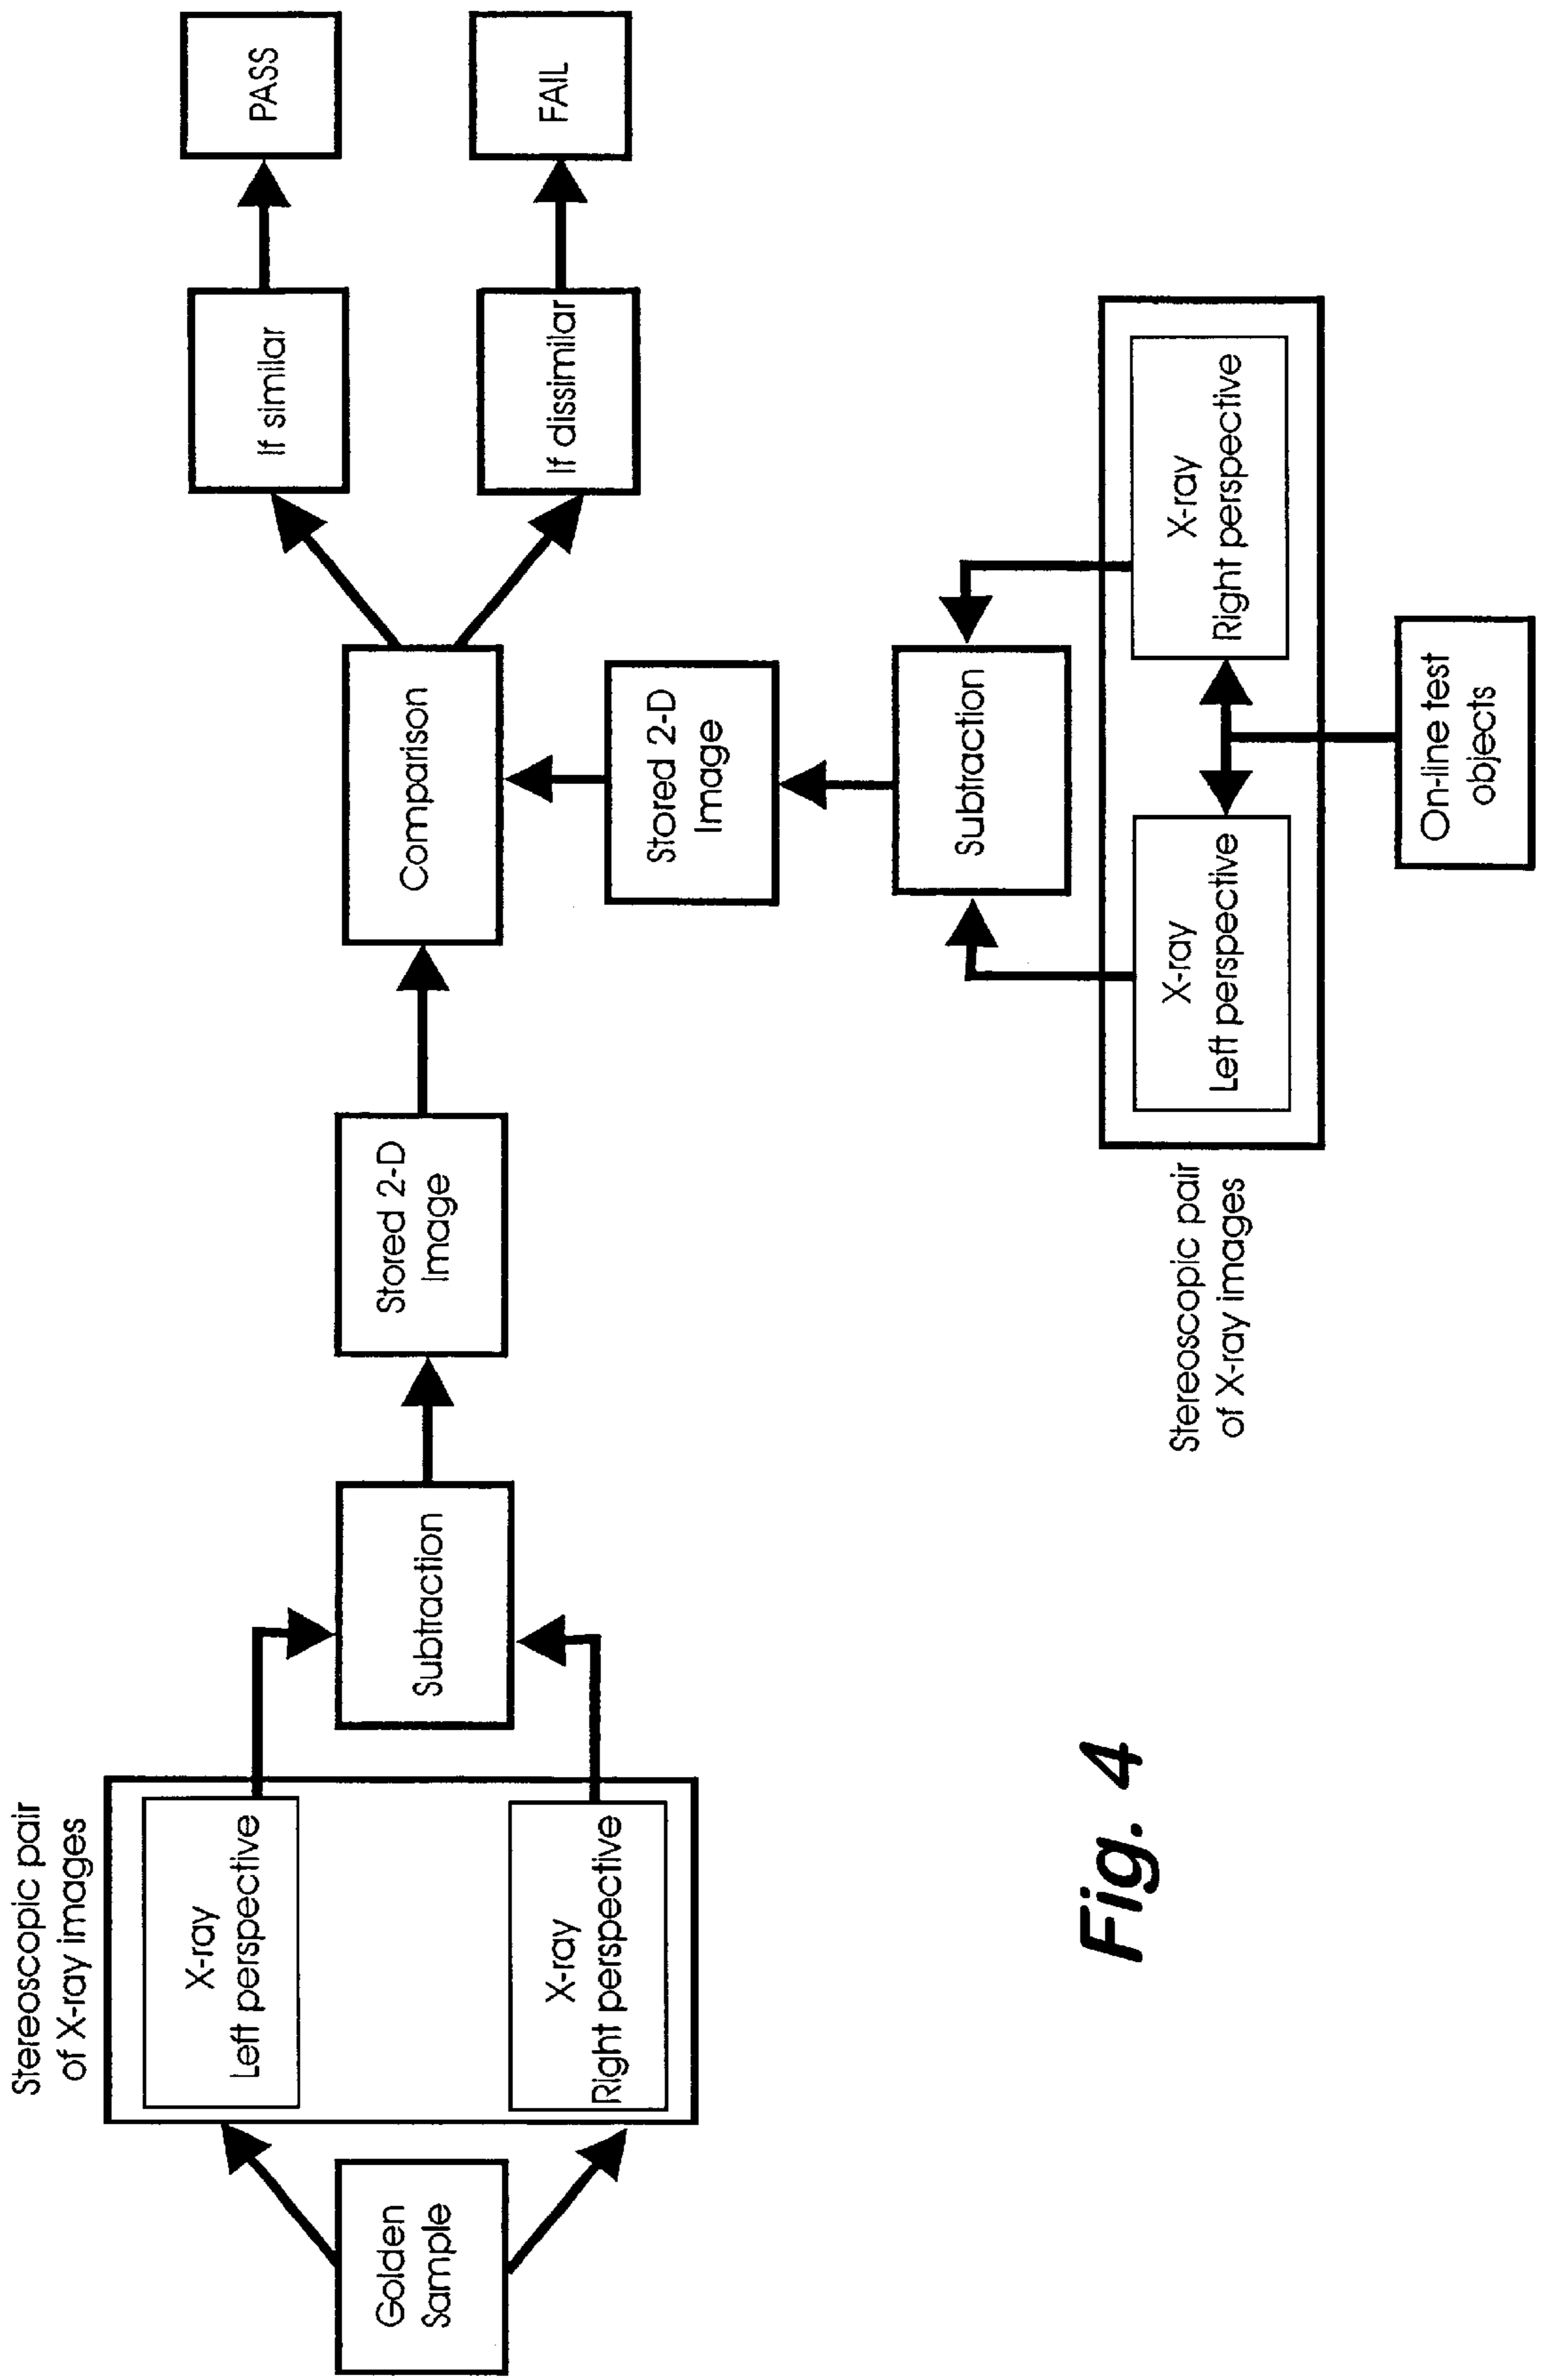 Stereoscopic pair
of X-ray images
Golden
Sample
X-ray
Left perspective
X-ray
Right perspective
Subtraction
Stored 2-D
Image
Comparison
If similar
PASS
If dissimilar
FAIL
Stored 2-D
Image
Subtraction
Stereoscopic pair
of X-ray images
X-ray
Left perspective
X-ray
Right perspective
On-line test
objects
Fig. 4